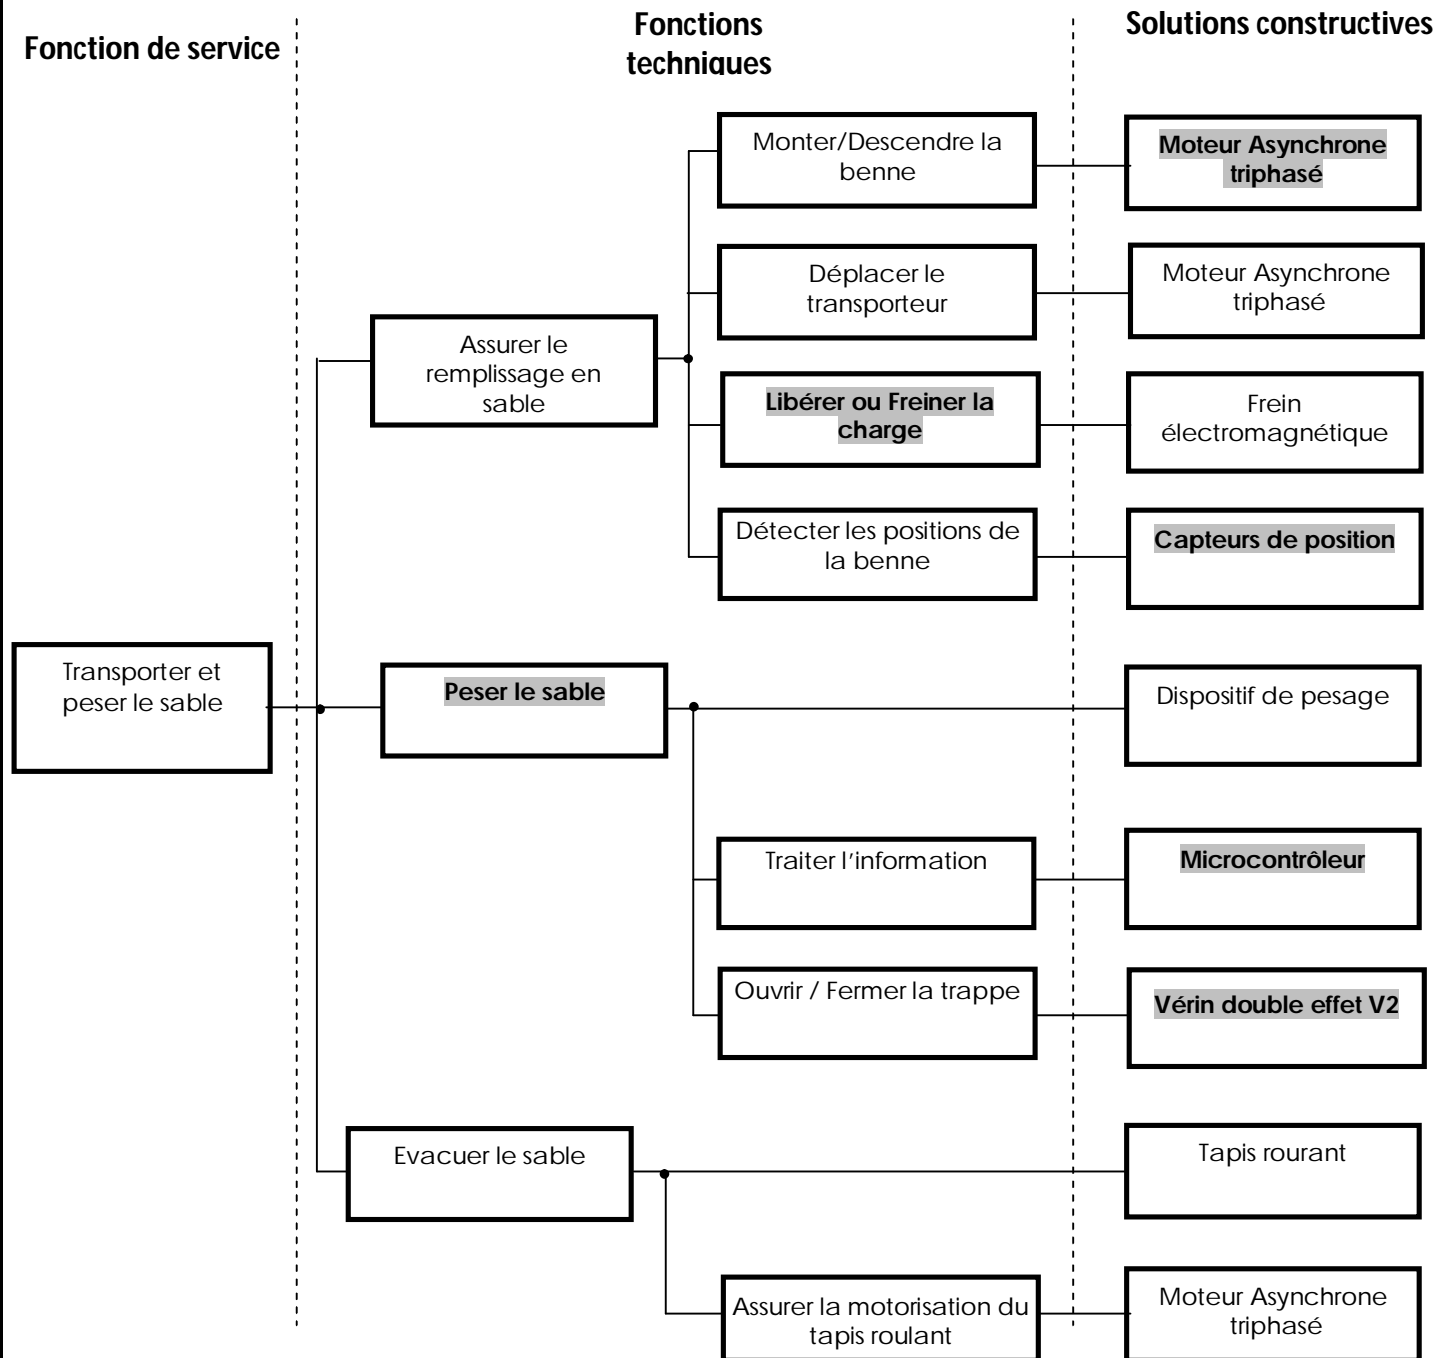 Fonction de service
Fonctions
techniques
Solutions constructives
Monter/Descendre la
benne
Moteur Asynchrone
triphasé
Déplacer le
transporteur
Moteur Asynchrone
triphasé
Assurer le
remplissage en
sable
Libérer ou Freiner la
charge
Frein
électromagnétique
Détecter les positions de
la benne
Capteurs de position
Transporter et
peser le sable
Peser le sable
Dispositif de pesage
Traiter l'information
Microcontrôleur
Ouvrir / Fermer la trappe
Vérin double effet V2
Evacuer le sable
Tapis rourant
Assurer la motorisation du
tapis roulant
Moteur Asynchrone
triphasé